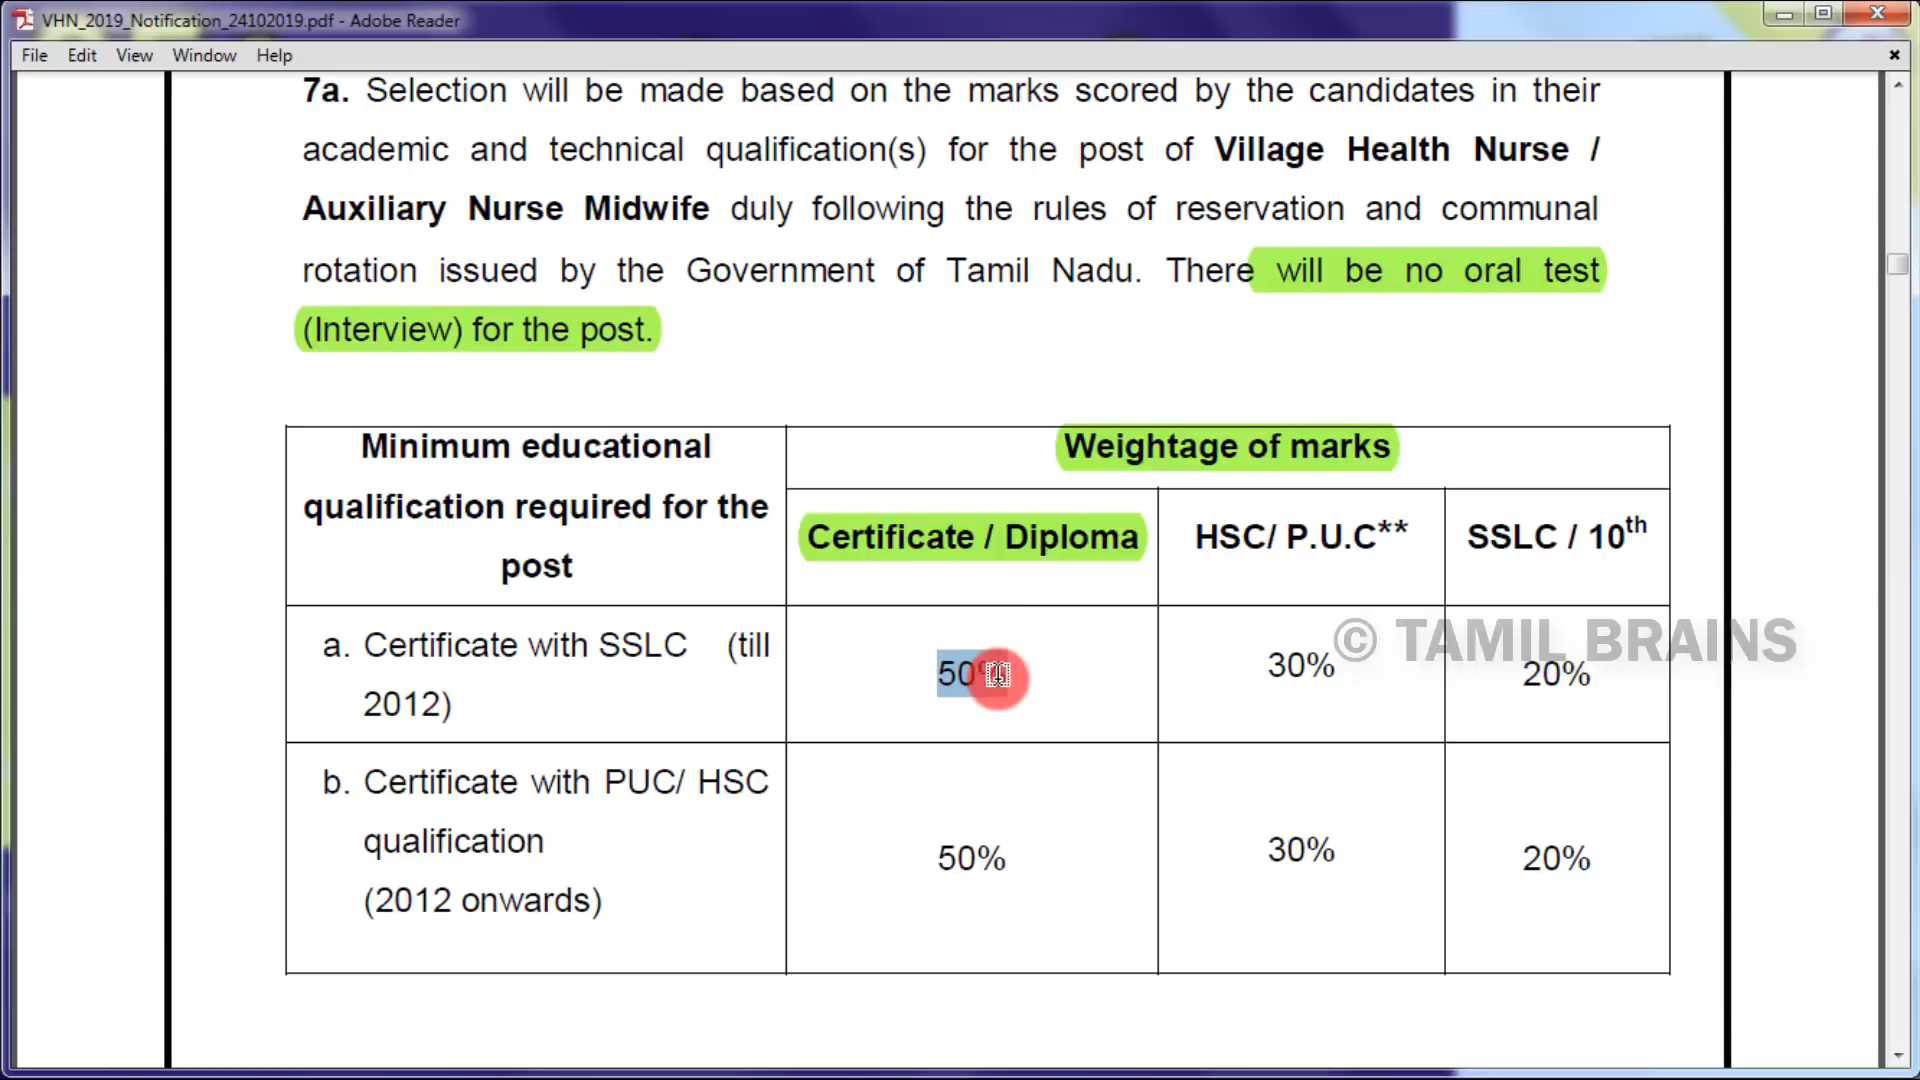 VHN_2019_Notification_24102019.pdf - Adobe Reader
File Edit View Window Help
7a. Selection will be made based on the marks scored by the candidates in their
academic and technical qualification(s) for the post of Village Health Nurse /
Auxiliary Nurse Midwife duly following the rules of reservation and communal
rotation issued by the Government of Tamil Nadu. There will be no oral test
(Interview) for the post.
Minimum educational
qualification required for the
post
Weightage of marks
Certificate / Diploma
HSC/ P.U.C**
SSLC / 10th
a. Certificate with SSLC (till
2012)
50%
30%
20%
© TAMIL BRAINS
b. Certificate with PUC/ HSC
qualification
(2012 onwards)
50%
30%
20%